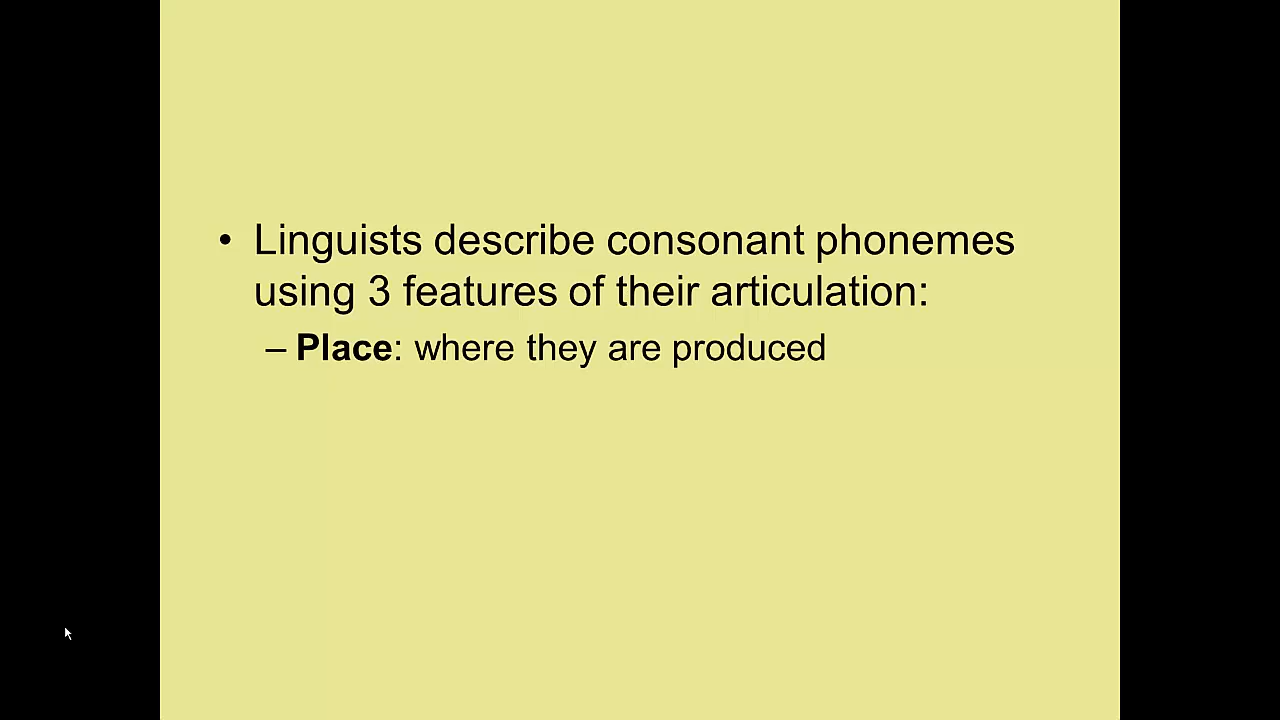 • Linguists describe consonant phonemes
using 3 features of their articulation:
– Place: where they are produced